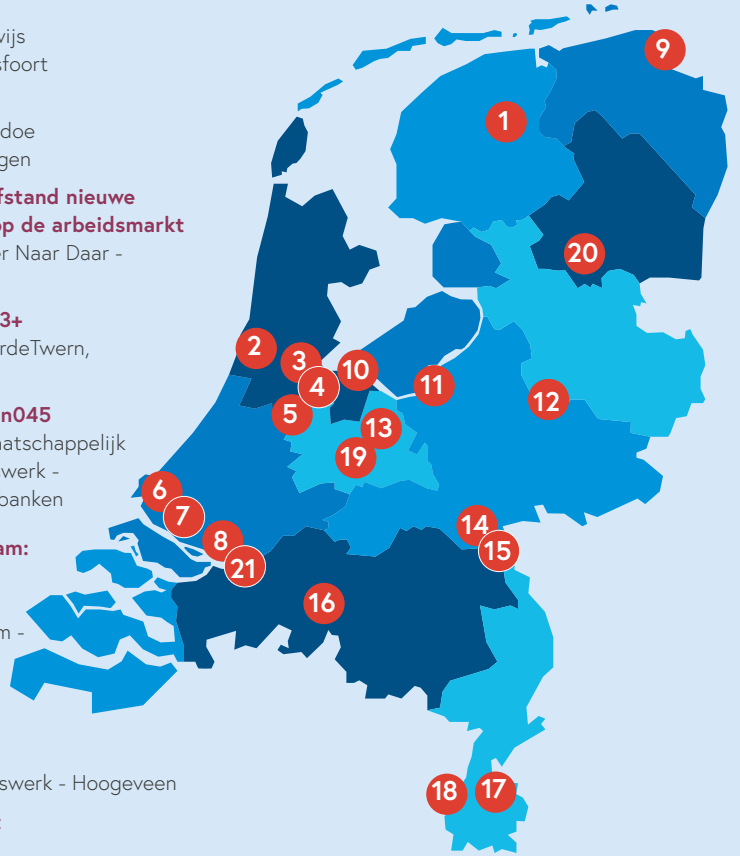 vijs
sfoort
doe
gen
fstand nieuwe
op de arbeidsmarkt
er Naar Daar -
3+
rdeTwern,
n045
atschappelijk
swerk -
banken
am:
m -
swerk - Hoogeveen
:
9
1
20
2
3
10
4
11
5
12
13
19
6
7
14
8
15
21
16
18
17